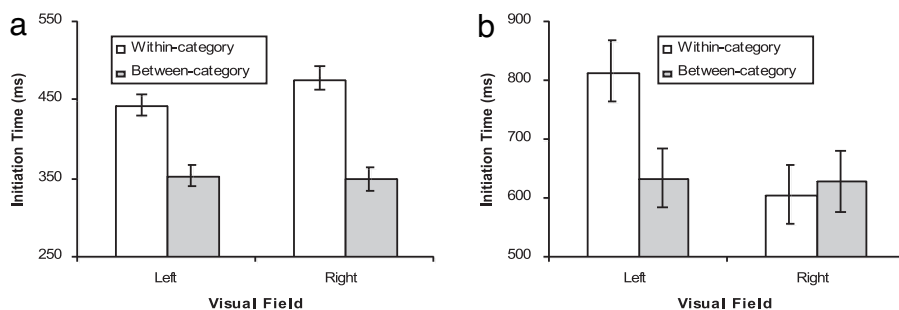 a
550
450
350
250
Initiation Time (ms)
Within-category
Between-category
Left
Right
Visual Field
b
900
800
700
600
500
Initiation Time (ms)
Within-category
Between-category
Left
Right
Visual Field